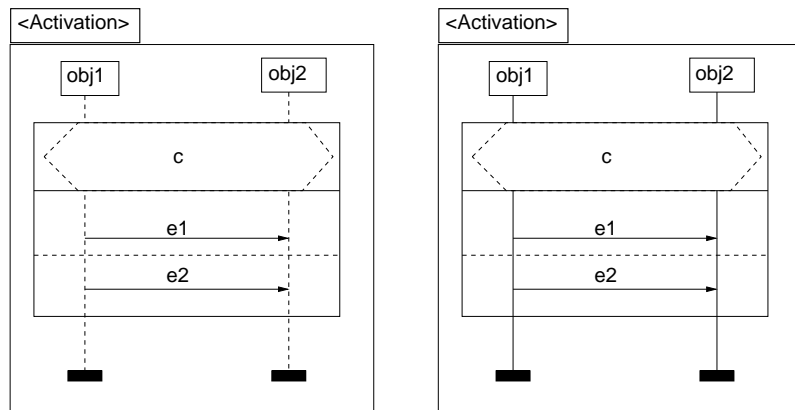 <Activation>
obj1
obj2
c
e1
e2
<Activation>
obj1
obj2
c
e1
e2